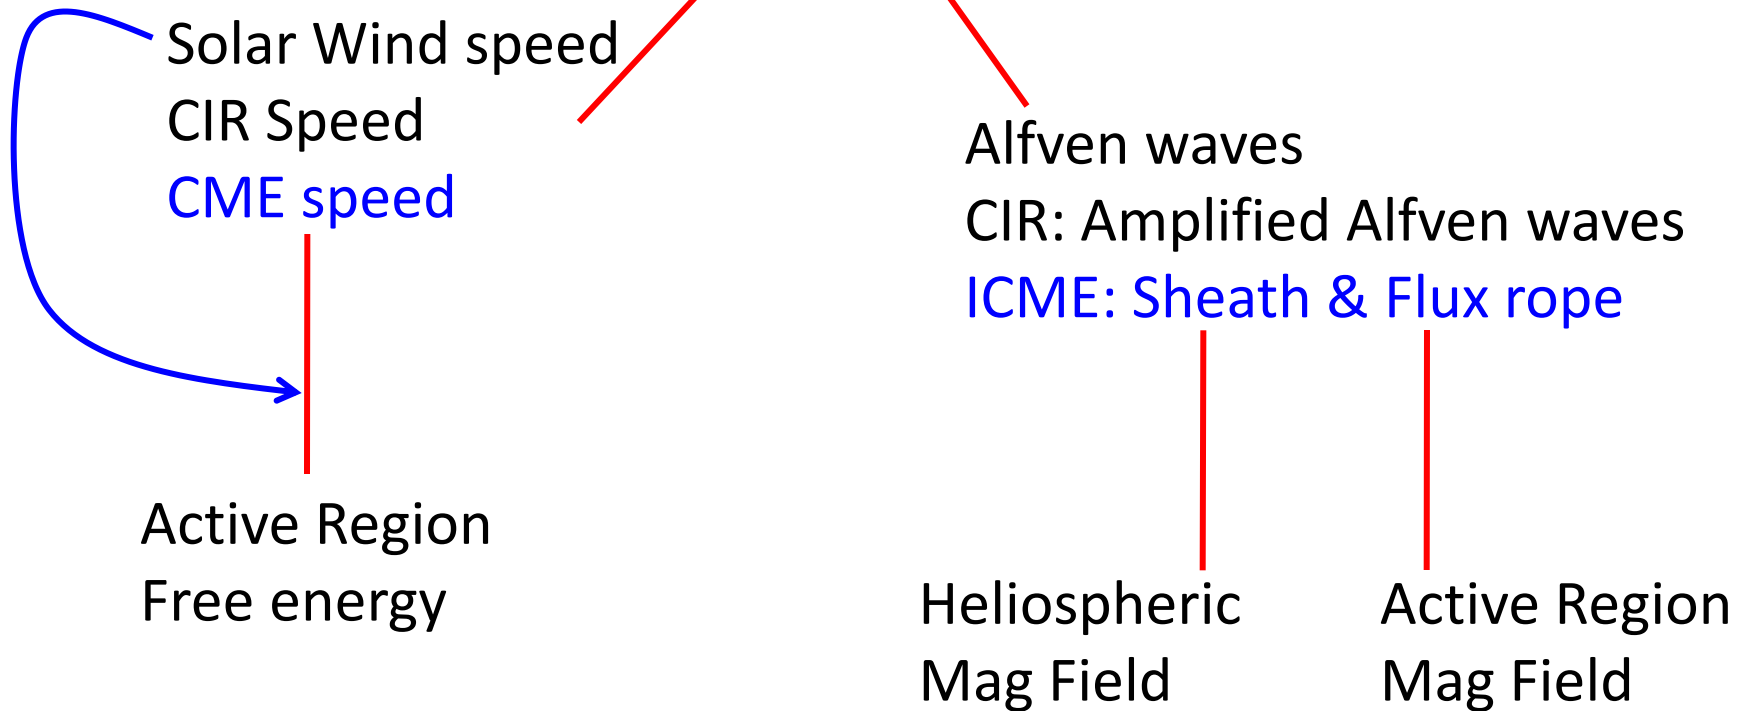 Solar Wind speed
CIR Speed
CME speed
Alfven waves
CIR: Amplified Alfven waves
ICME: Sheath & Flux rope
Active Region
Free energy
Heliospheric
Mag Field
Active Region
Mag Field